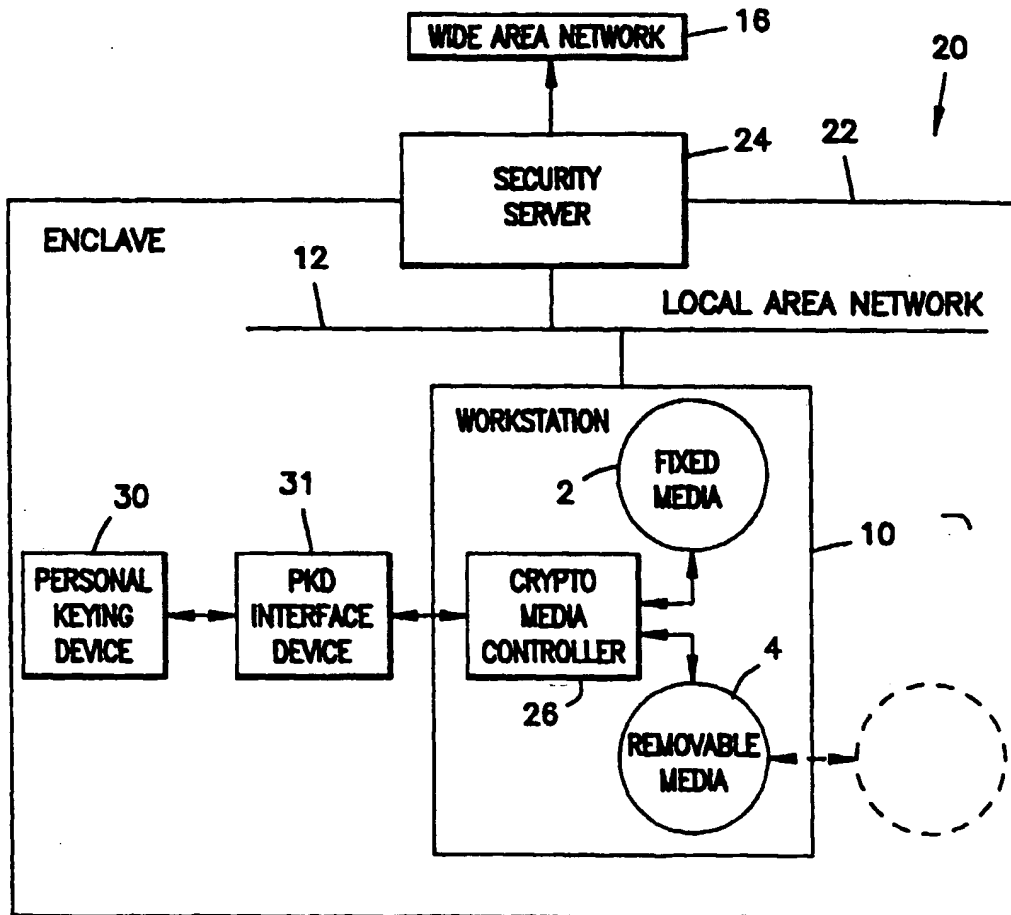 WIDE AREA NETWORK
16
20
SECURITY
SERVER
24
22
ENCLAVE
12
LOCAL AREA NETWORK
WORKSTATION
FIXED
MEDIA
2
10
30
31
PERSONAL
KEYING
DEVICE
PKD
INTERFACE
DEVICE
CRYPTO
MEDIA
CONTROLLER
26
4
REMOVABLE
MEDIA